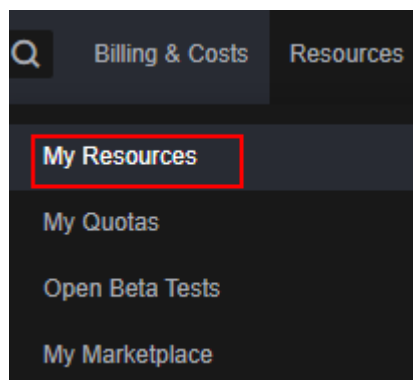 Billing & Costs Resources
My Resources
My Quotas
Open Beta Tests
My Marketplace